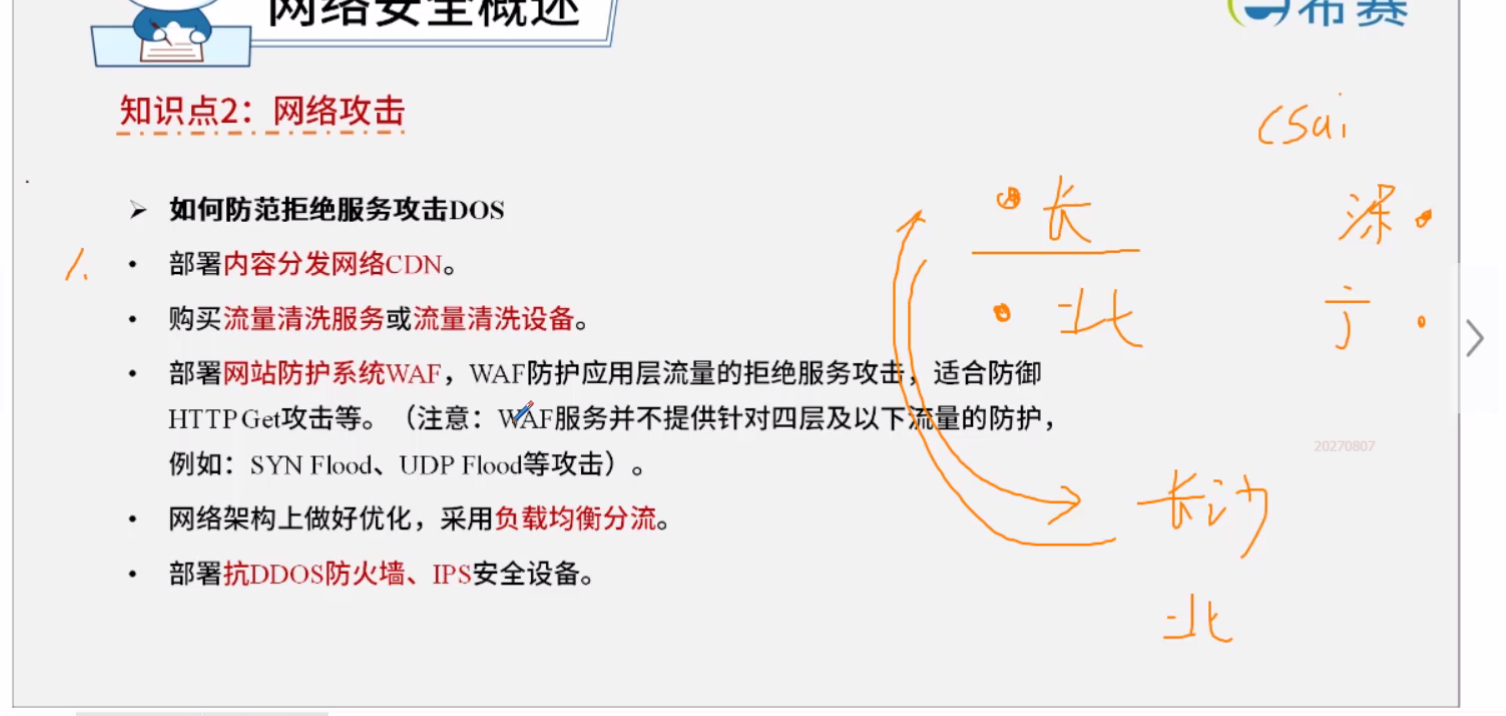 网络安全概述
布赛
知识点2：网络攻击
csai
➢ 如何防范拒绝服务攻击DOS
长
深
1.
• 部署内容分发网络CDN。
• 购买流量清洗服务或流量清洗设备。
北
• 部署网站防护系统WAF，WAF防护应用层流量的拒绝服务攻击，适合防御
HTTP Get攻击等。（注意：WAF服务并不提供针对四层及以下流量的防护，
20270807
例如：SYN Flood、UDP Flood等攻击）。
• 网络架构上做好优化，采用负载均衡分流。
长沙
• 部署抗DDOS防火墙、IPS安全设备。
北